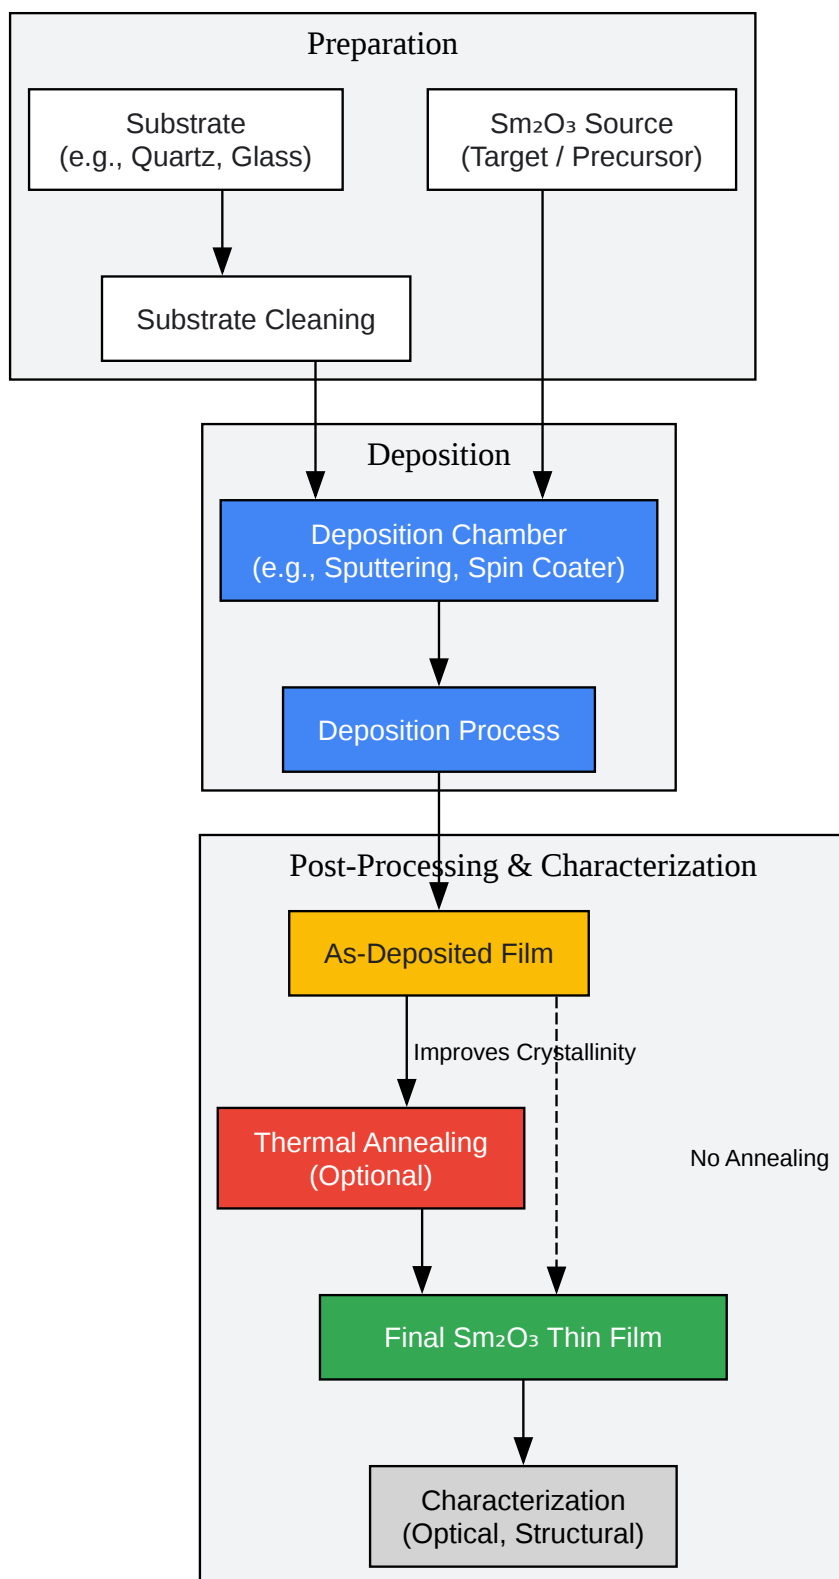 Preparation
Substrate
(e.g., Quartz, Glass)
Sm₂O₃ Source
(Target / Precursor)
Substrate Cleaning
Deposition
Deposition Chamber
(e.g., Sputtering, Spin Coater)
Deposition Process
Post-Processing & Characterization
As-Deposited Film
Improves Crystallinity
Thermal Annealing
(Optional)
No Annealing
Final Sm₂O₃ Thin Film
Characterization
(Optical, Structural)